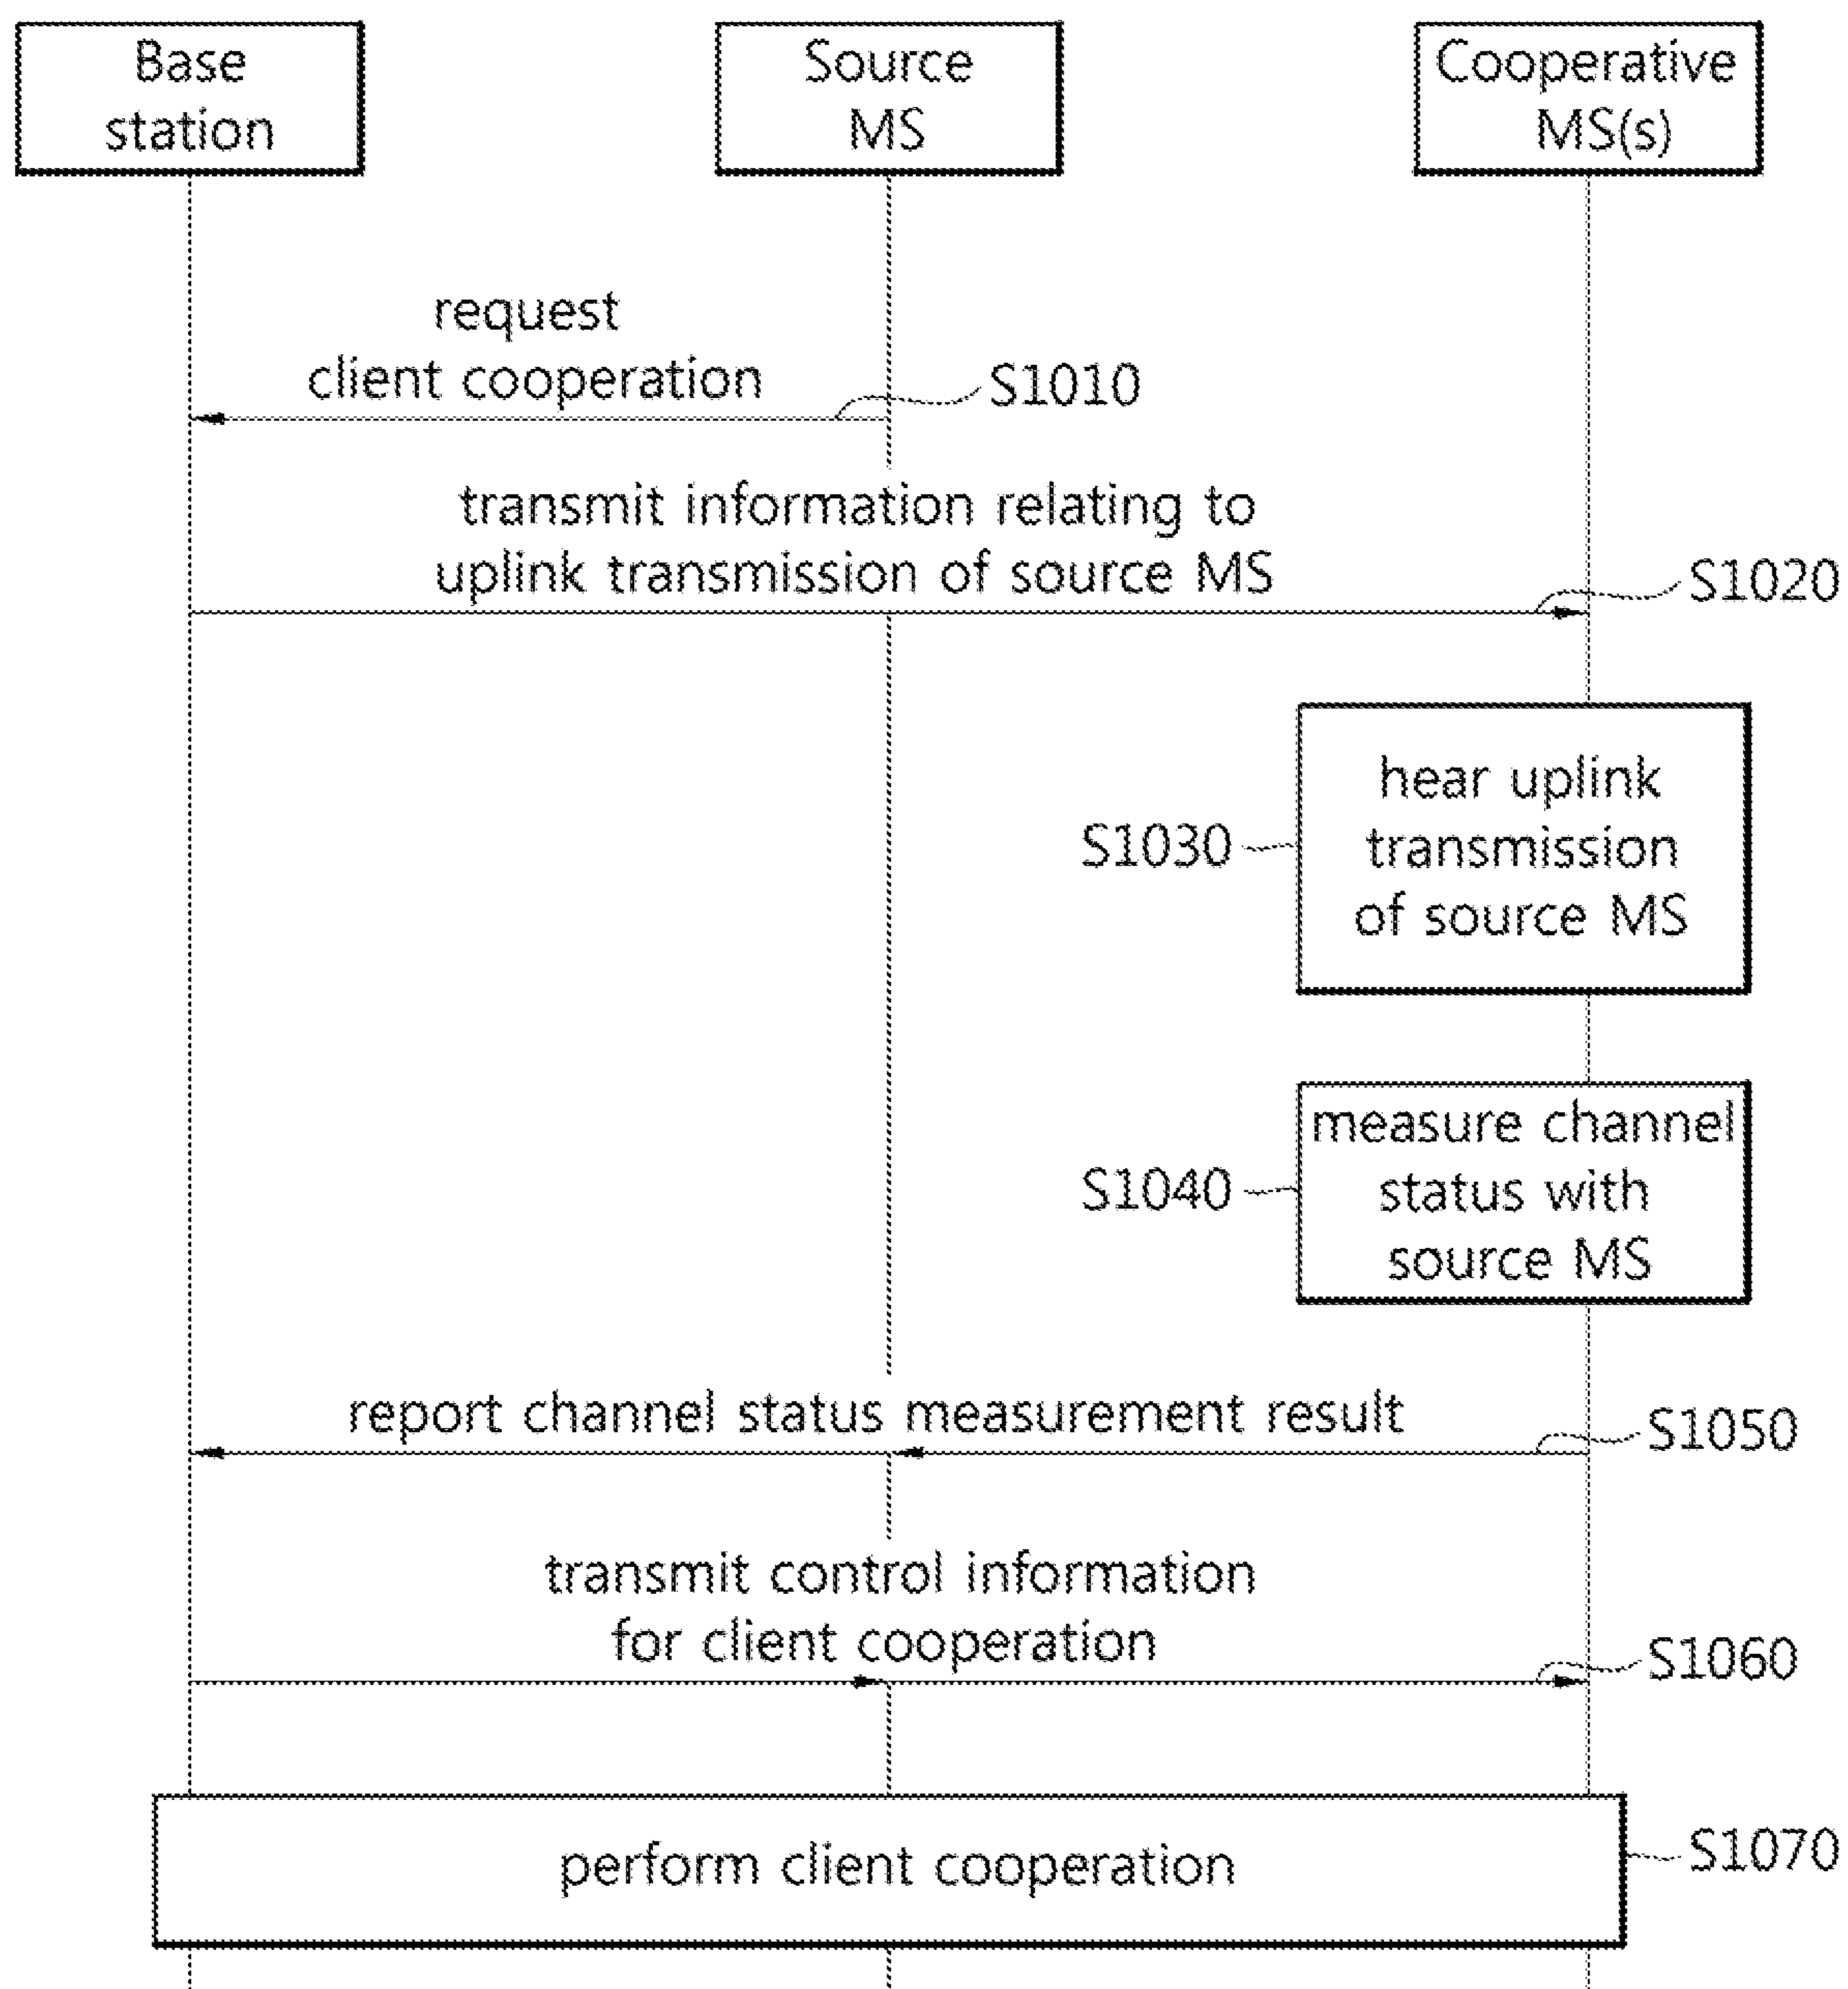 Base
station
Source
MS
Cooperative
MS(s)
request
client cooperation
S1010
transmit information relating to
uplink transmission of source MS
S1020
hear uplink
transmission
of source MS
S1030
measure channel
status with
source MS
S1040
report channel status measurement result
S1050
transmit control information
for client cooperation
S1060
perform client cooperation
S1070